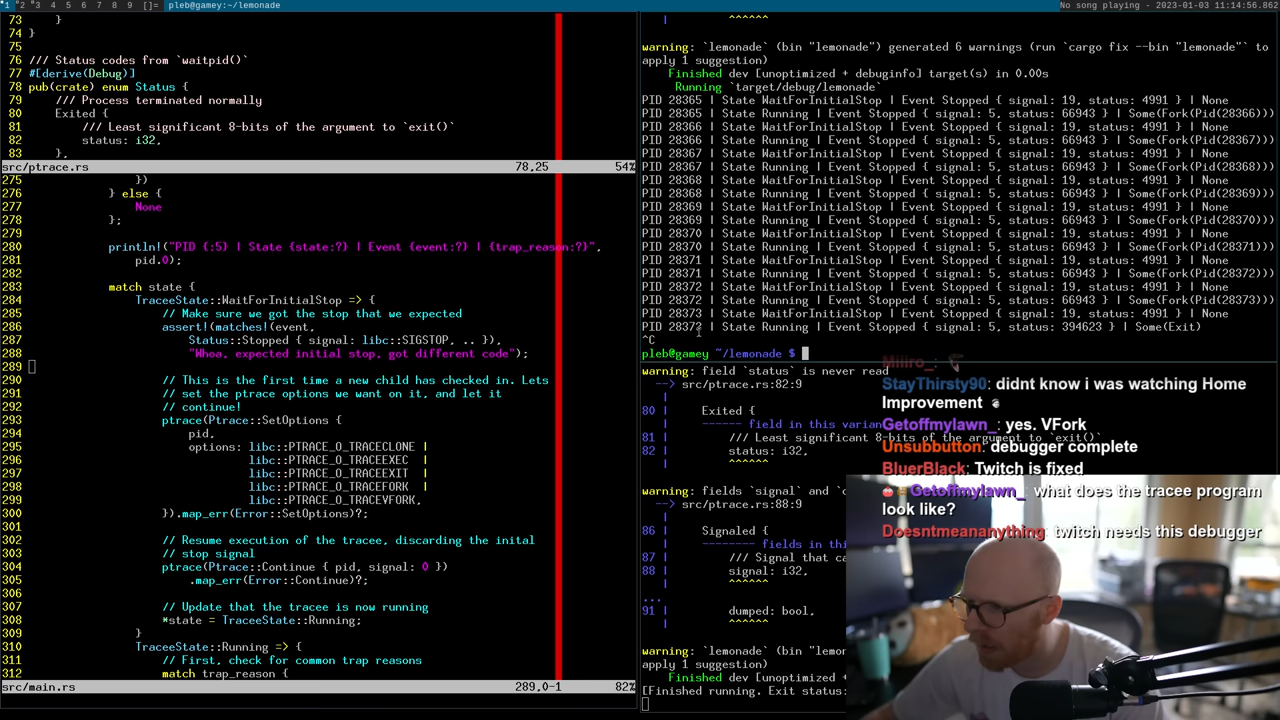 1 2 3 4 5 6 7 8 9 []= pleb@gamey:~/lemonade
No song playing - 2023-01-03 11:14:56.862
73     }
74 }
75
76 /// Status codes from `waitpid()`
77 #[derive(Debug)]
78 pub(crate) enum Status {
79     /// Process terminated normally
80     Exited {
81         /// Least significant 8-bits of the argument to `exit()`
82         status: i32,
83     },
src/ptrace.rs 78,25 54%
275                 })
276             } else {
277                 None
278             };
279
280             println!("PID {:5} | State {state:?} | Event {event:?} | {trap_reason:?}",
281                 pid.0);
282
283             match state {
284                 TraceeState::WaitForInitialStop => {
285                     // Make sure we got the stop that we expected
286                     assert!(matches!(event,
287                         Status::Stopped { signal: libc::SIGSTOP, .. }),
288                         "Whoa, expected initial stop, got different code");
289
290                     // This is the first time a new child has checked in. Lets
291                     // set the ptrace options we want on it, and let it
292                     // continue!
293                     ptrace(Ptrace::SetOptions {
294                         pid,
295                         options: libc::PTRACE_O_TRACECLONE |
296                                  libc::PTRACE_O_TRACEEXEC  |
297                                  libc::PTRACE_O_TRACEEXIT  |
298                                  libc::PTRACE_O_TRACEFORK  |
299                                  libc::PTRACE_O_TRACEVFORK,
300                     }).map_err(Error::SetOptions)?;
301
302                     // Resume execution of the tracee, discarding the inital
303                     // stop signal
304                     ptrace(Ptrace::Continue { pid, signal: 0 })
305                         .map_err(Error::Continue)?;
306
307                     // Update that the tracee is now running
308                     *state = TraceeState::Running;
309                 }
310                 TraceeState::Running => {
311                     // First, check for common trap reasons
312                     match trap_reason {
src/main.rs 289,0-1 82%
| ^^^^^^
warning: `lemonade` (bin "lemonade") generated 6 warnings (run `cargo fix --bin "lemonade"` to
apply 1 suggestion)
Finished dev [unoptimized + debuginfo] target(s) in 0.00s
Running `target/debug/lemonade`
PID 28365 | State WaitForInitialStop | Event Stopped { signal: 19, status: 4991 } | None
PID 28365 | State Running | Event Stopped { signal: 5, status: 66943 } | Some(Fork(Pid(28366)))
PID 28366 | State WaitForInitialStop | Event Stopped { signal: 19, status: 4991 } | None
PID 28366 | State Running | Event Stopped { signal: 5, status: 66943 } | Some(Fork(Pid(28367)))
PID 28367 | State WaitForInitialStop | Event Stopped { signal: 19, status: 4991 } | None
PID 28367 | State Running | Event Stopped { signal: 5, status: 66943 } | Some(Fork(Pid(28368)))
PID 28368 | State WaitForInitialStop | Event Stopped { signal: 19, status: 4991 } | None
PID 28368 | State Running | Event Stopped { signal: 5, status: 66943 } | Some(Fork(Pid(28369)))
PID 28369 | State WaitForInitialStop | Event Stopped { signal: 19, status: 4991 } | None
PID 28369 | State Running | Event Stopped { signal: 5, status: 66943 } | Some(Fork(Pid(28370)))
PID 28370 | State WaitForInitialStop | Event Stopped { signal: 19, status: 4991 } | None
PID 28370 | State Running | Event Stopped { signal: 5, status: 66943 } | Some(Fork(Pid(28371)))
PID 28371 | State WaitForInitialStop | Event Stopped { signal: 19, status: 4991 } | None
PID 28371 | State Running | Event Stopped { signal: 5, status: 66943 } | Some(Fork(Pid(28372)))
PID 28372 | State WaitForInitialStop | Event Stopped { signal: 19, status: 4991 } | None
PID 28372 | State Running | Event Stopped { signal: 5, status: 66943 } | Some(Fork(Pid(28373)))
PID 28373 | State WaitForInitialStop | Event Stopped { signal: 19, status: 4991 } | None
PID 28373 | State Running | Event Stopped { signal: 5, status: 394623 } | Some(Exit)
^C
pleb@gamey ~/lemonade $
warning: field `status` is never read
--> src/ptrace.rs:82:9
|
80 |     Exited {
|     ------ field in this varian
81 |         /// Least significant 8-bits of the argument to `exit()`
82 |         status: i32,
|         ^^^^^^
warning: fields `signal` and `
--> src/ptrace.rs:88:9
|
86 |     Signaled {
|     -------- fields in thi
87 |         /// Signal that ca
88 |         signal: i32,
|         ^^^^^^
...
91 |         dumped: bool,
|         ^^^^^^
warning: `lemonade` (bin "lemon
apply 1 suggestion)
Finished dev [unoptimized +
[Finished running. Exit status:
Miiiro_:
StayThirsty90: didnt know i was watching Home
Improvement
Getoffmylawn_: yes. VFork
Unsubbutton: debugger complete
BluerBlack: Twitch is fixed
Getoffmylawn_: what does the tracee program
look like?
Doesntmeananything: twitch needs this debugger